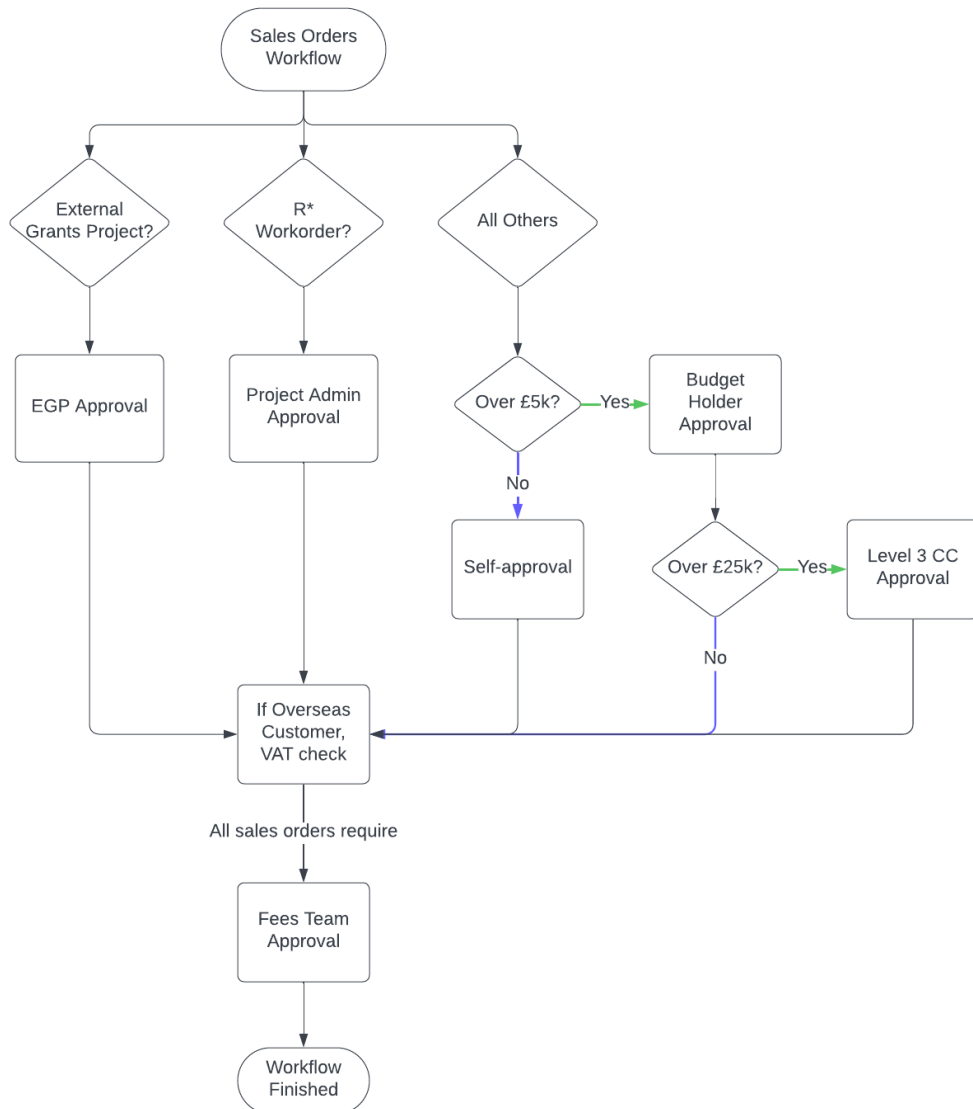 Sales Orders
Workflow
External
Grants Project?
R*
Workorder?
All Others
EGP Approval
Project Admin
Approval
Over £5k?
Yes
Budget
Holder
Approval
No
Self-approval
Over £25k?
Yes
Level 3 CC
Approval
No
If Overseas
Customer,
VAT check
All sales orders require
Fees Team
Approval
Workflow
Finished